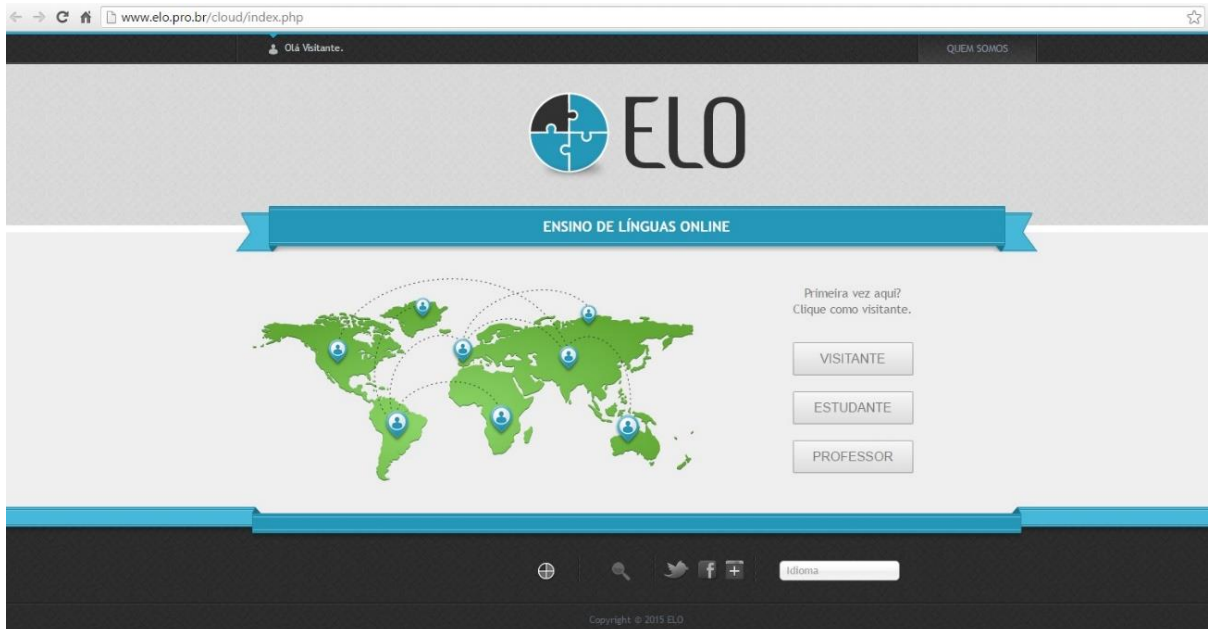 www.elo.pro.br/cloud/index.php
Olá Visitante.
QUEM SOMOS
ELO
ENSINO DE LÍNGUAS ONLINE
Primeira vez aqui?
Clique como visitante.
VISITANTE
ESTUDANTE
PROFESSOR
Idioma
Copyright © 2015 ELO